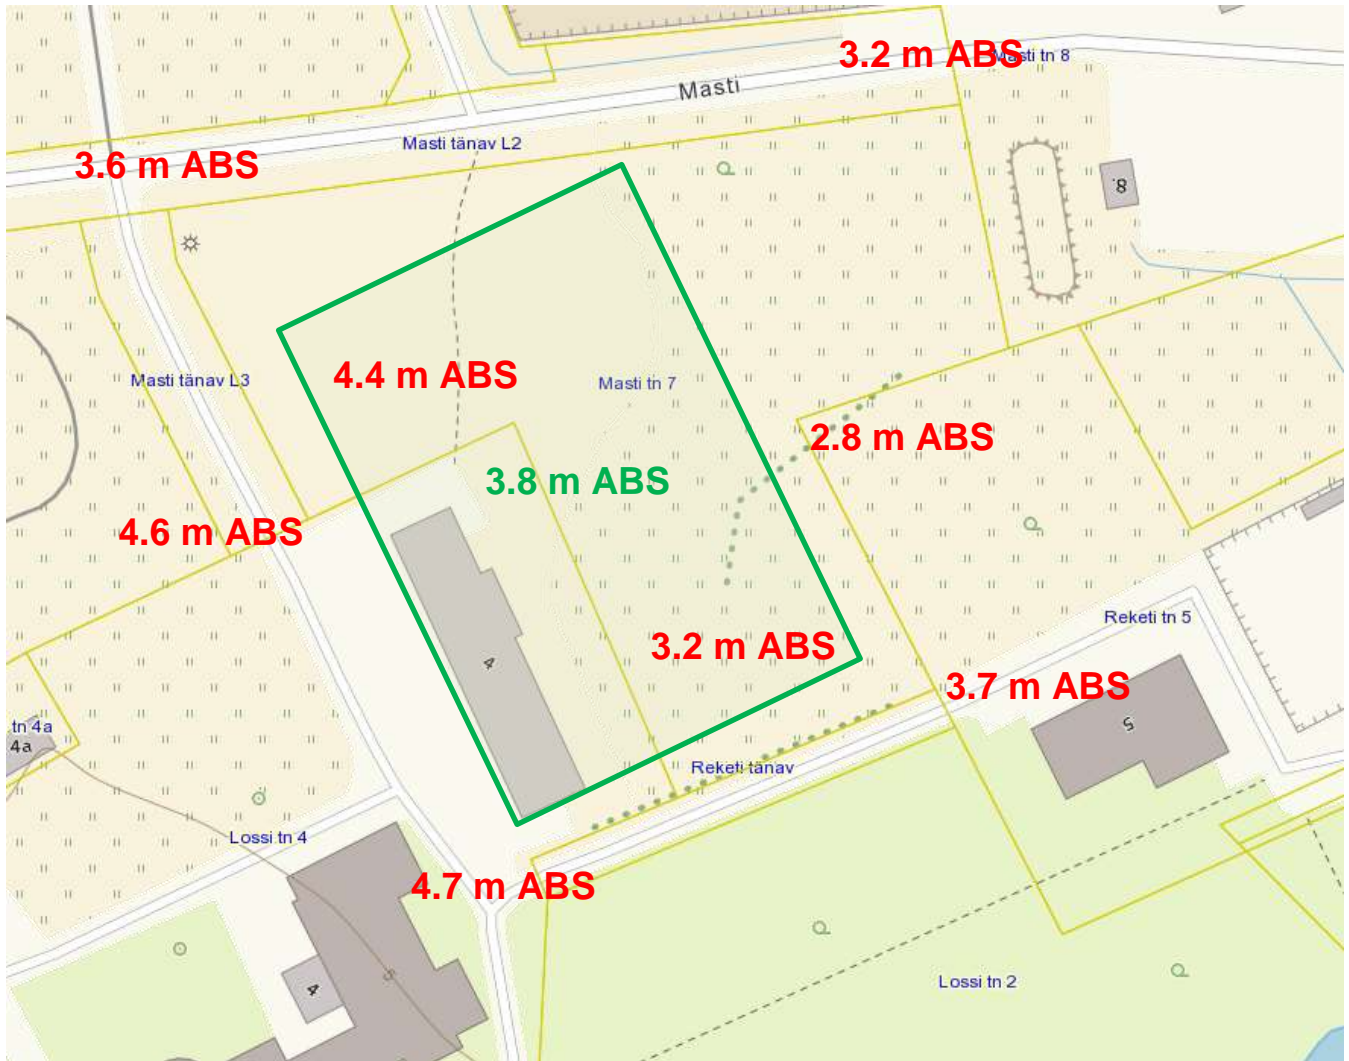 3.2 m ABS
Masti tn 8
Masti
Masti tänav L2
3.6 m ABS
8.
Masti tänav L3
4.4 m ABS
Masti tn 7
2.8 m ABS
3.8 m ABS
4.6 m ABS
Reketi tn 5
3.2 m ABS
4
3.7 m ABS
tn 4a
4a
5
Reketi tänav
Lossi tn 4
4.7 m ABS
Lossi tn 2
4